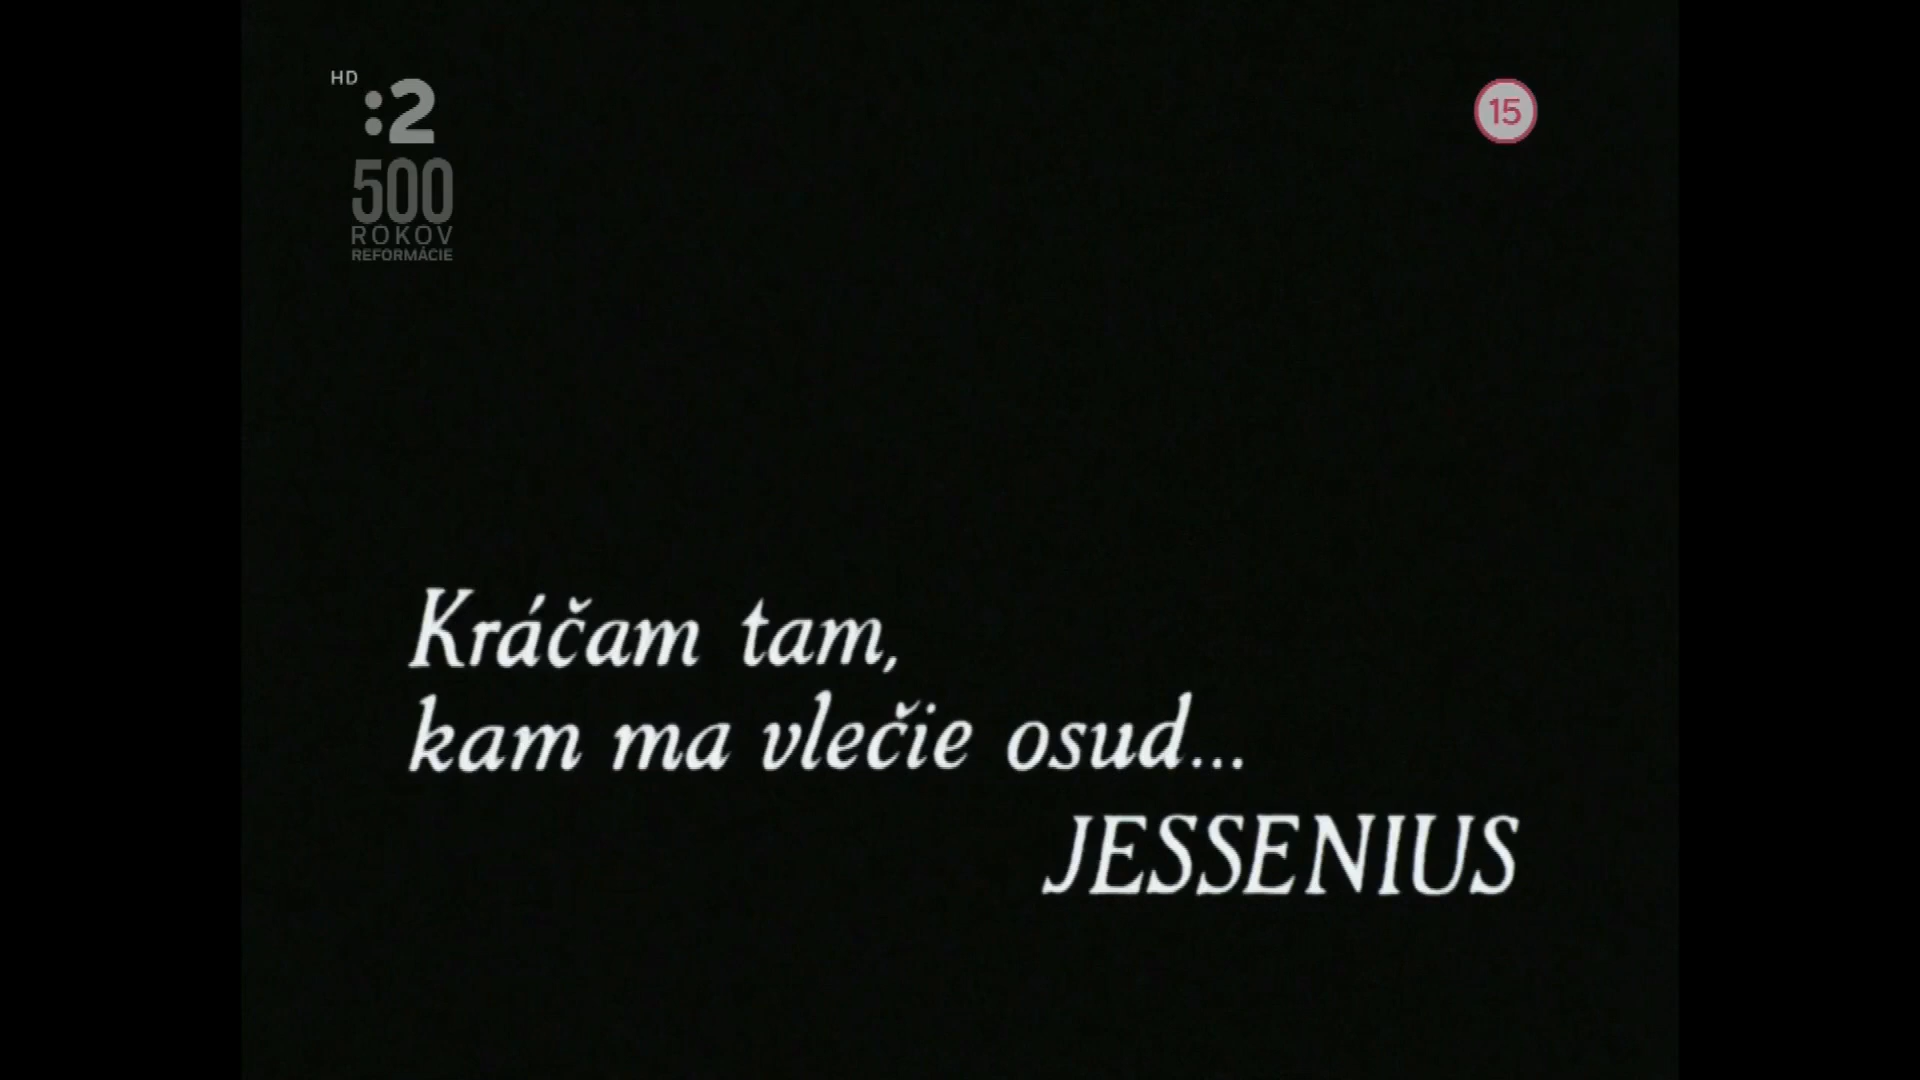 HD
:2
15
500
ROKOV
REFORMÁCIE
Kráčam tam,
kam ma vlečie osud...
JESSENIUS